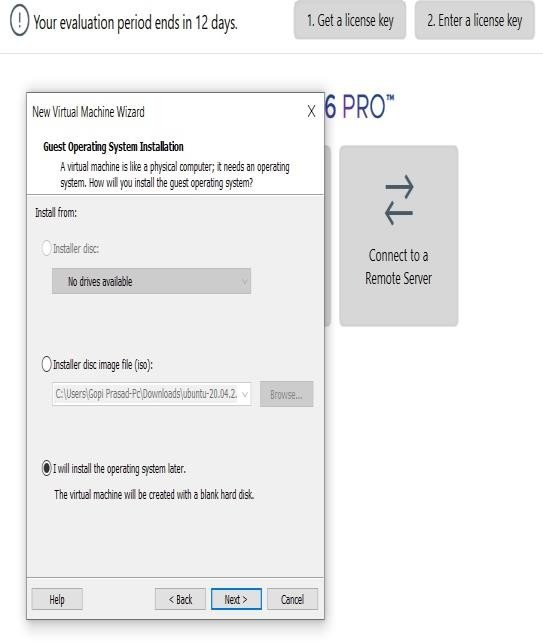 Your evaluation period ends in 12 days.
1. Get a license key
2. Enter a license key
6 PRO™
New Virtual Machine Wizard
X
Guest Operating System Installation
A virtual machine is like a physical computer; it needs an operating
system. How will you install the guest operating system?
Install from:
Installer disc:
No drives available
Installer disc image file (iso):
C:\Users\Gopi Prasad-Pc\Downloads\ubuntu-20.04.2.
Browse...
I will install the operating system later.
The virtual machine will be created with a blank hard disk.
Connect to a
Remote Server
Help
< Back
Next >
Cancel